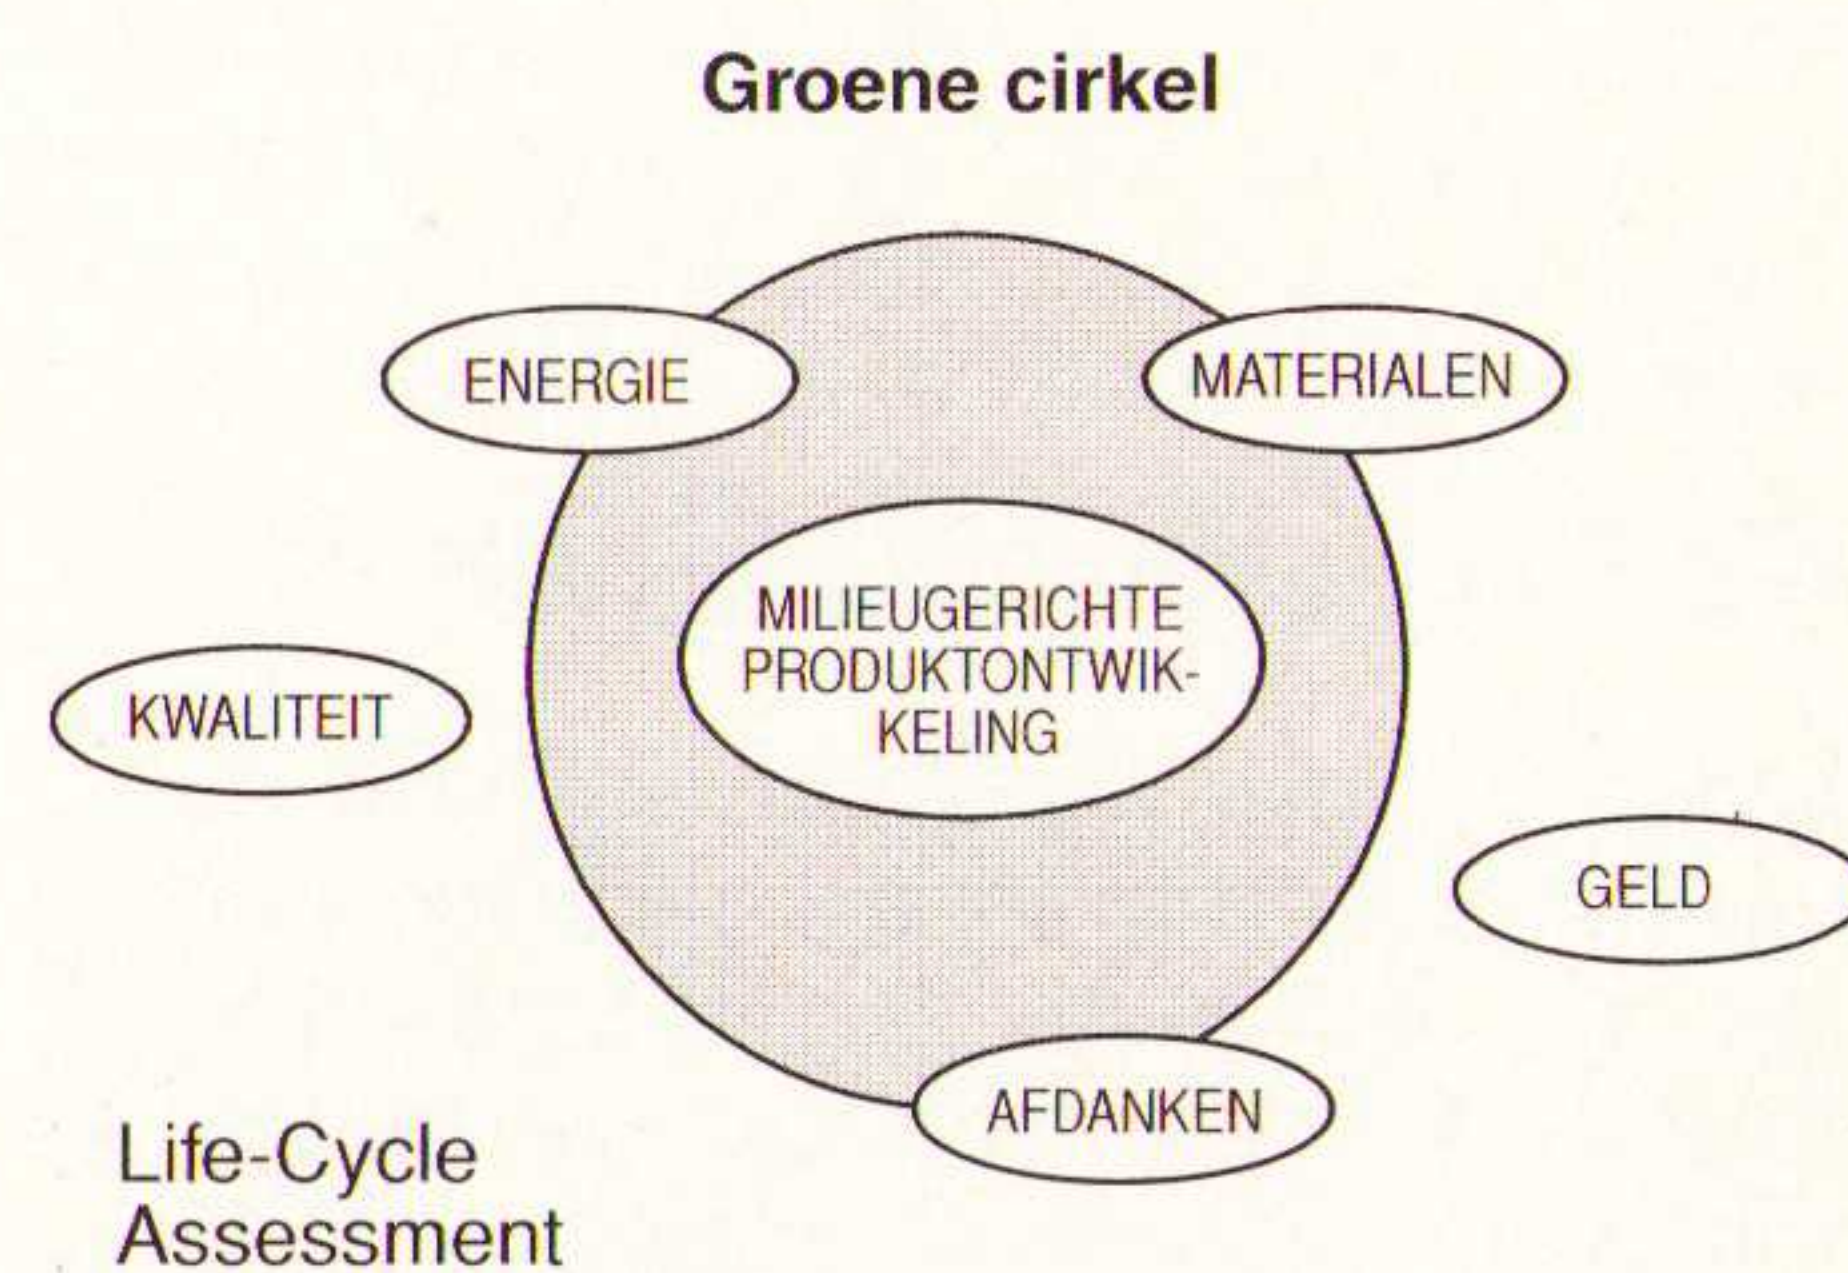 Groene cirkel
ENERGIE
MATERIALEN
MILIEUGERICHTE
PRODUKTONTWIK-
KELING
KWALITEIT
GELD
AFDANKEN
Life-Cycle
Assessment